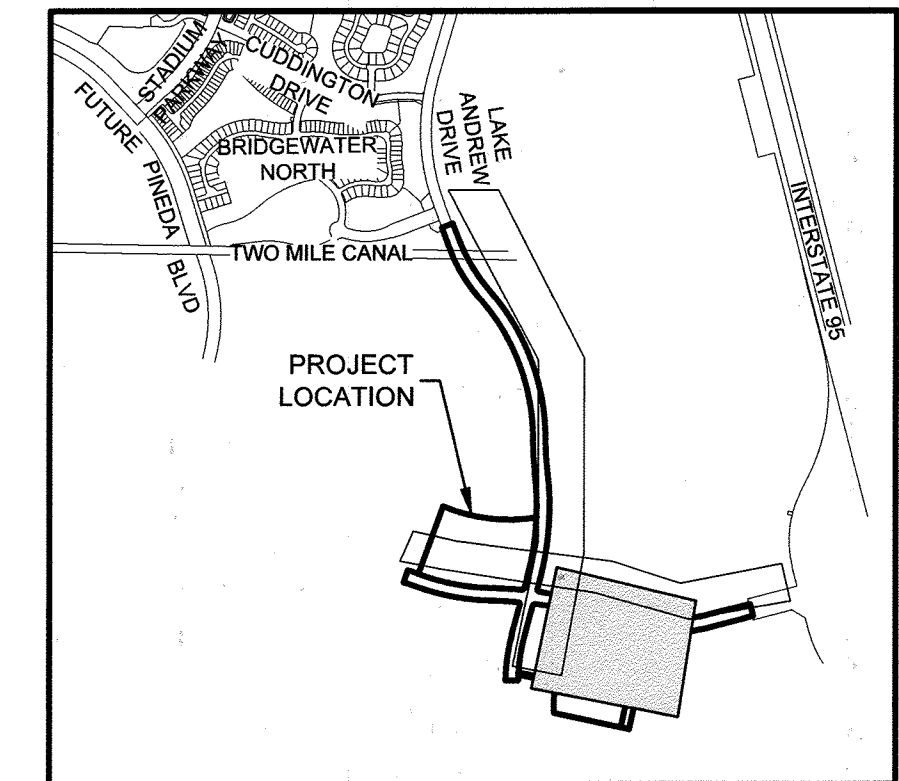 STADIUM
PARKWAY
CUDDINGTON
DRIVE
LAKE
ANDREW
DRIVE
FUTURE PINEDA BLVD
BRIDGEWATER
NORTH
INTERSTATE 95
TWO MILE CANAL
PROJECT
LOCATION